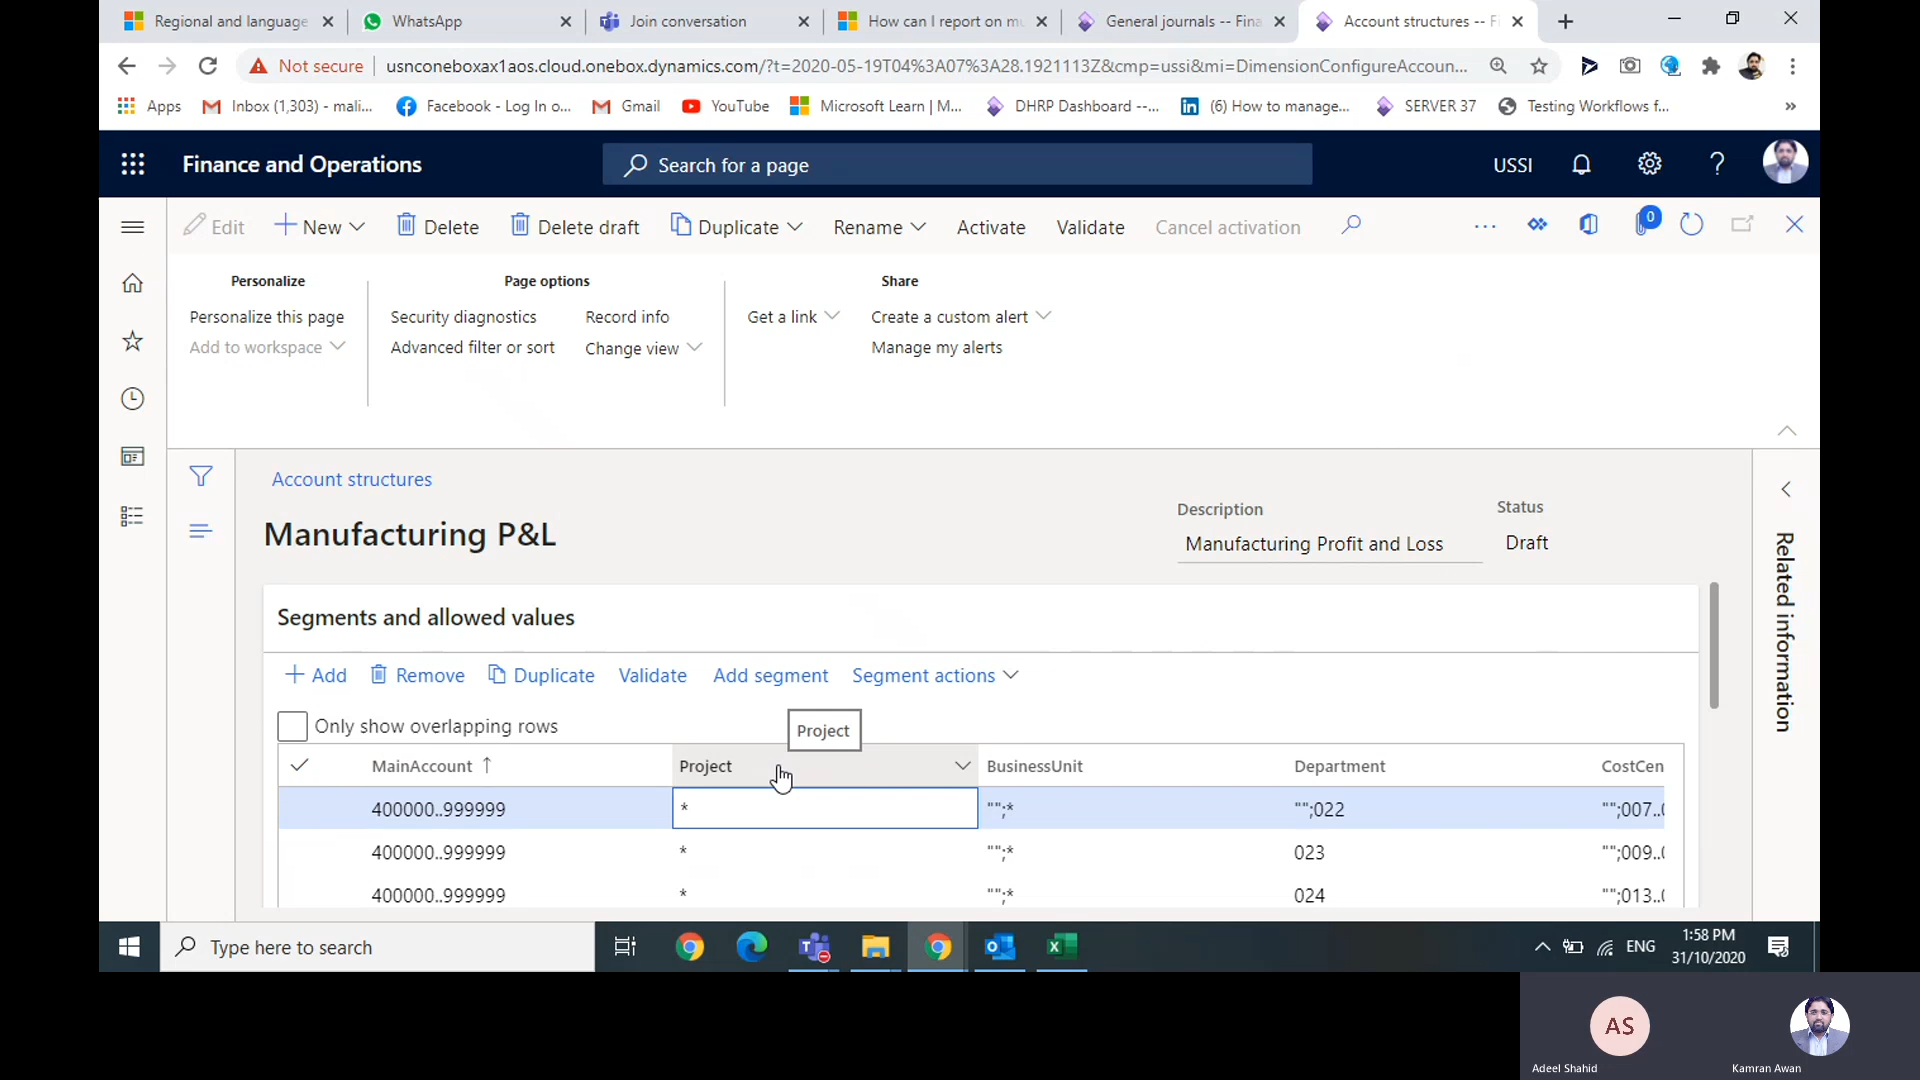 Regional and language
WhatsApp
Join conversation
How can I report on mu
General journals -- Fina
Account structures -- F
Not secure
usnconeboxax1aos.cloud.onebox.dynamics.com/?t=2020-05-19T04%3A07%3A28.1921113Z&cmp=ussi&mi=DimensionConfigureAccoun...
Apps
Inbox (1,303) - mali...
Facebook - Log In o...
Gmail
YouTube
Microsoft Learn | M...
DHRP Dashboard --...
(6) How to manage...
SERVER 37
Testing Workflows f...
»
Finance and Operations
Search for a page
USSI
Edit
New
Delete
Delete draft
Duplicate
Rename
Activate
Validate
Cancel activation
0
Personalize
Personalize this page
Add to workspace
Page options
Security diagnostics
Record info
Advanced filter or sort
Change view
Share
Get a link
Create a custom alert
Manage my alerts
Account structures
Manufacturing P&L
Description
Manufacturing Profit and Loss
Status
Draft
Related information
Segments and allowed values
Add
Remove
Duplicate
Validate
Add segment
Segment actions
Only show overlapping rows
Project
MainAccount ↑
Project
BusinessUnit
Department
CostCen
400000..999999
*
"";*
"";022
"";007..0
400000..999999
*
"";*
023
"";009..0
400000..999999
*
"";*
024
"";013..0
Type here to search
ENG
1:58 PM
31/10/2020
AS
Adeel Shahid
Kamran Awan